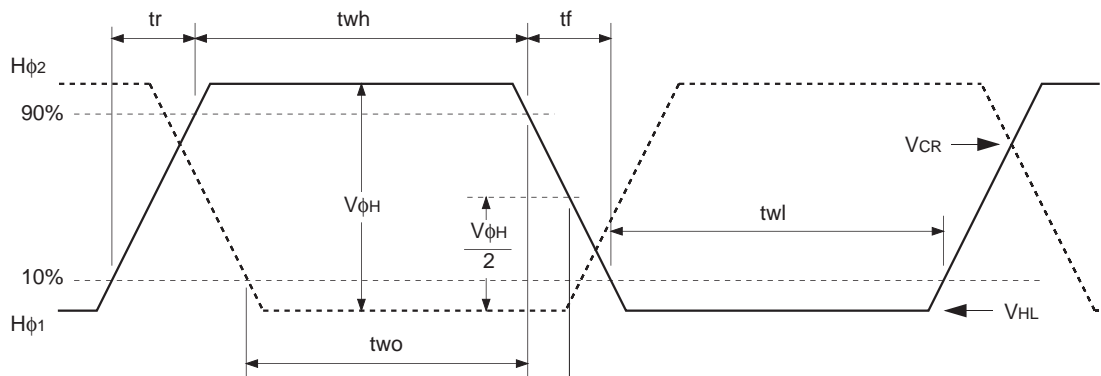 tr
twh
tf
Hϕ2
90%
VCR
VϕH
VϕH
2
twl
10%
Hϕ1
VHL
two